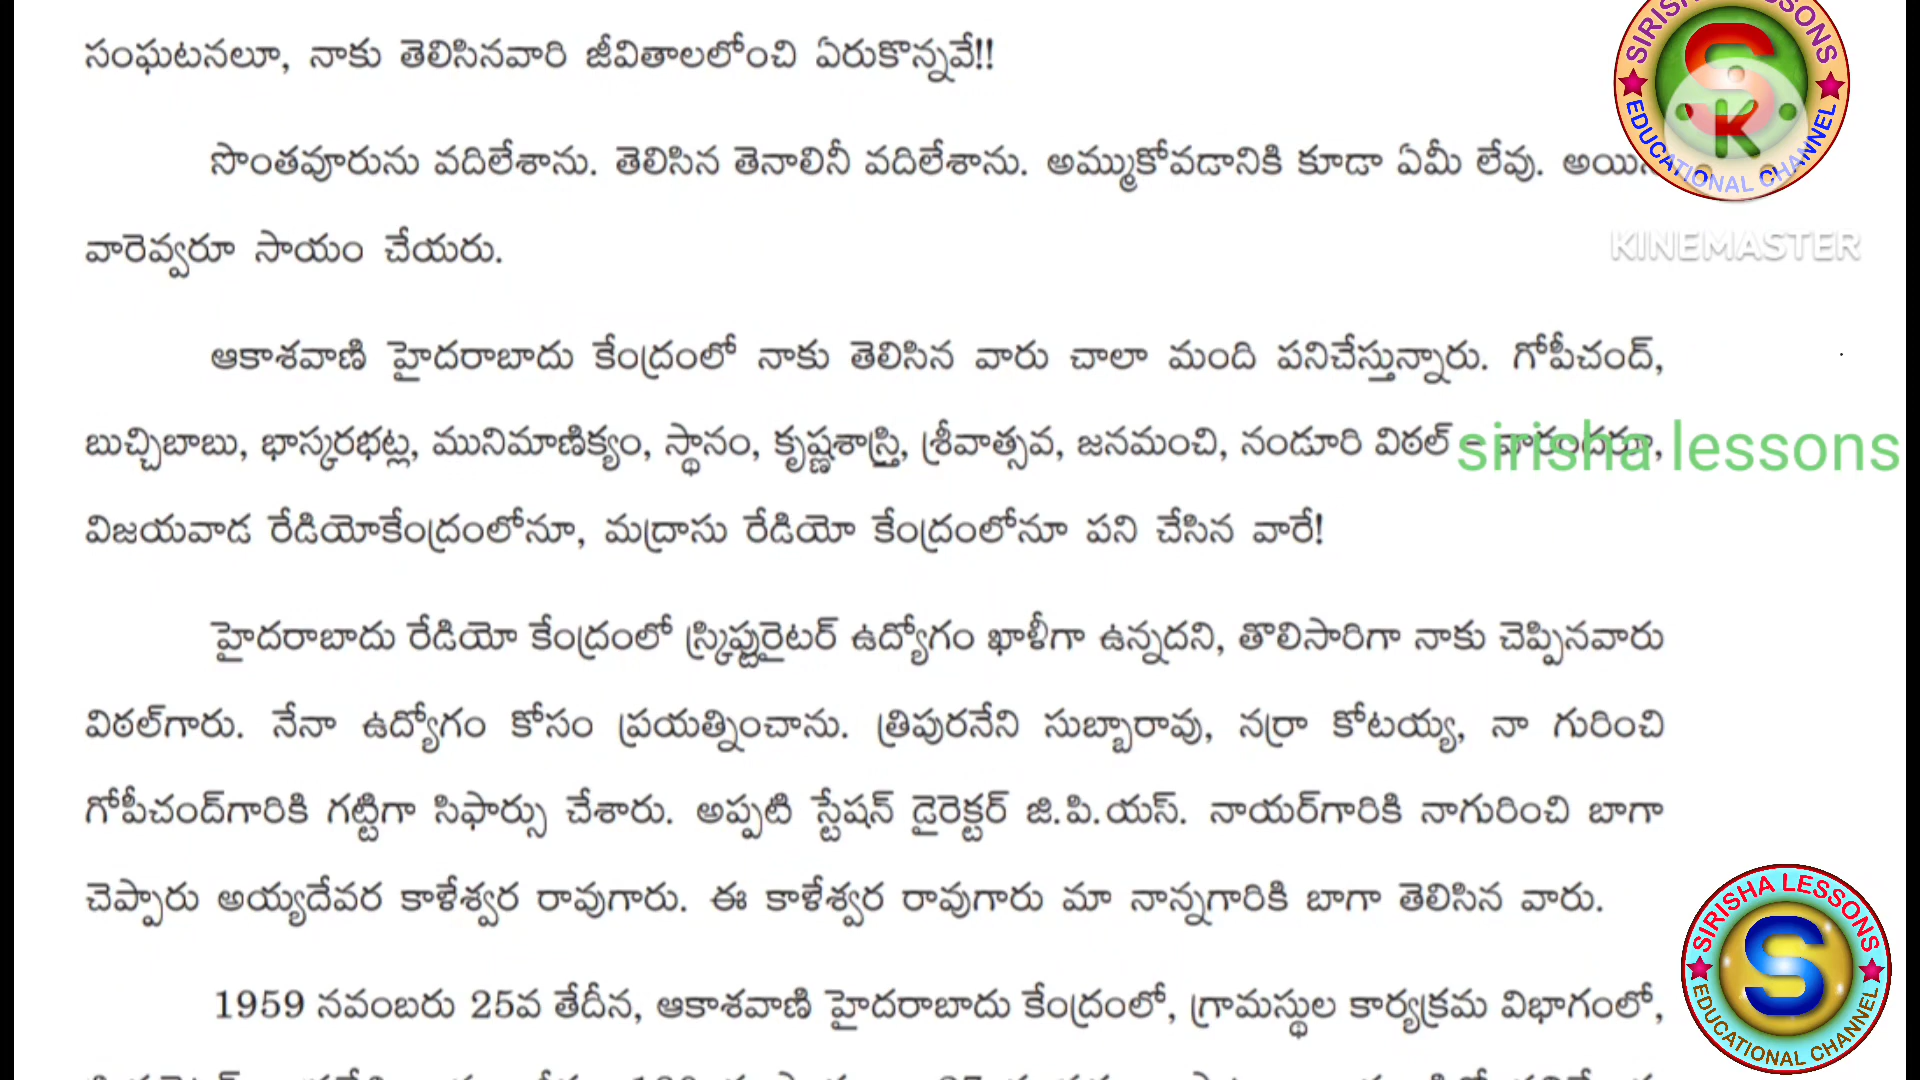 సంఘటనలూ, నాకు తెలిసినవారి జీవితాలలోంచి ఏరుకొన్నవే!!
సొంతవూరును వదిలేశాను. తెలిసిన తెనాలినీ వదిలేశాను. అమ్ముకోవడానికి కూడా ఏమీ లేవు.
వారెవ్వరూ సాయం చేయరు.
ఆకాశవాణి హైదరాబాదు కేంద్రంలో నాకు తెలిసిన వారు చాలా మంది పనిచేస్తున్నారు. గోపీచంద్,
బుచ్చిబాబు, భాస్కరభట్ల, మునిమాణిక్యం, స్థానం, కృష్ణశాస్త్రి, శ్రీవాత్సవ, జనమంచి, నండూరి విఠల్
విజయవాడ రేడియోకేంద్రంలోనూ, మద్రాసు రేడియో కేంద్రంలోనూ పని చేసిన వారే!
హైదరాబాదు రేడియో కేంద్రంలో స్క్రిప్టురైటర్ ఉద్యోగం ఖాళీగా ఉన్నదని, తొలిసారిగా నాకు చెప్పినవారు
విఠల్‌గారు. నేనా ఉద్యోగం కోసం ప్రయత్నించాను. త్రిపురనేని సుబ్బారావు, నర్రా కోటయ్య, నా గురించి
గోపీచంద్‌గారికి గట్టిగా సిఫార్సు చేశారు. అప్పటి స్టేషన్ డైరెక్టర్ జి.పి.యస్. నాయర్‌గారికి నాగురించి బాగా
చెప్పారు అయ్యదేవర కాళేశ్వర రావుగారు. ఈ కాళేశ్వర రావుగారు మా నాన్నగారికి బాగా తెలిసిన వారు.
1959 నవంబరు 25వ తేదీన, ఆకాశవాణి హైదరాబాదు కేంద్రంలో, గ్రామస్థుల కార్యక్రమ విభాగంలో,
EDUCATIONAL CHANNEL
K
KINEMASTER
sirisha lessons
SIRISHA LESSONS
S
EDUCATIONAL CHANNEL